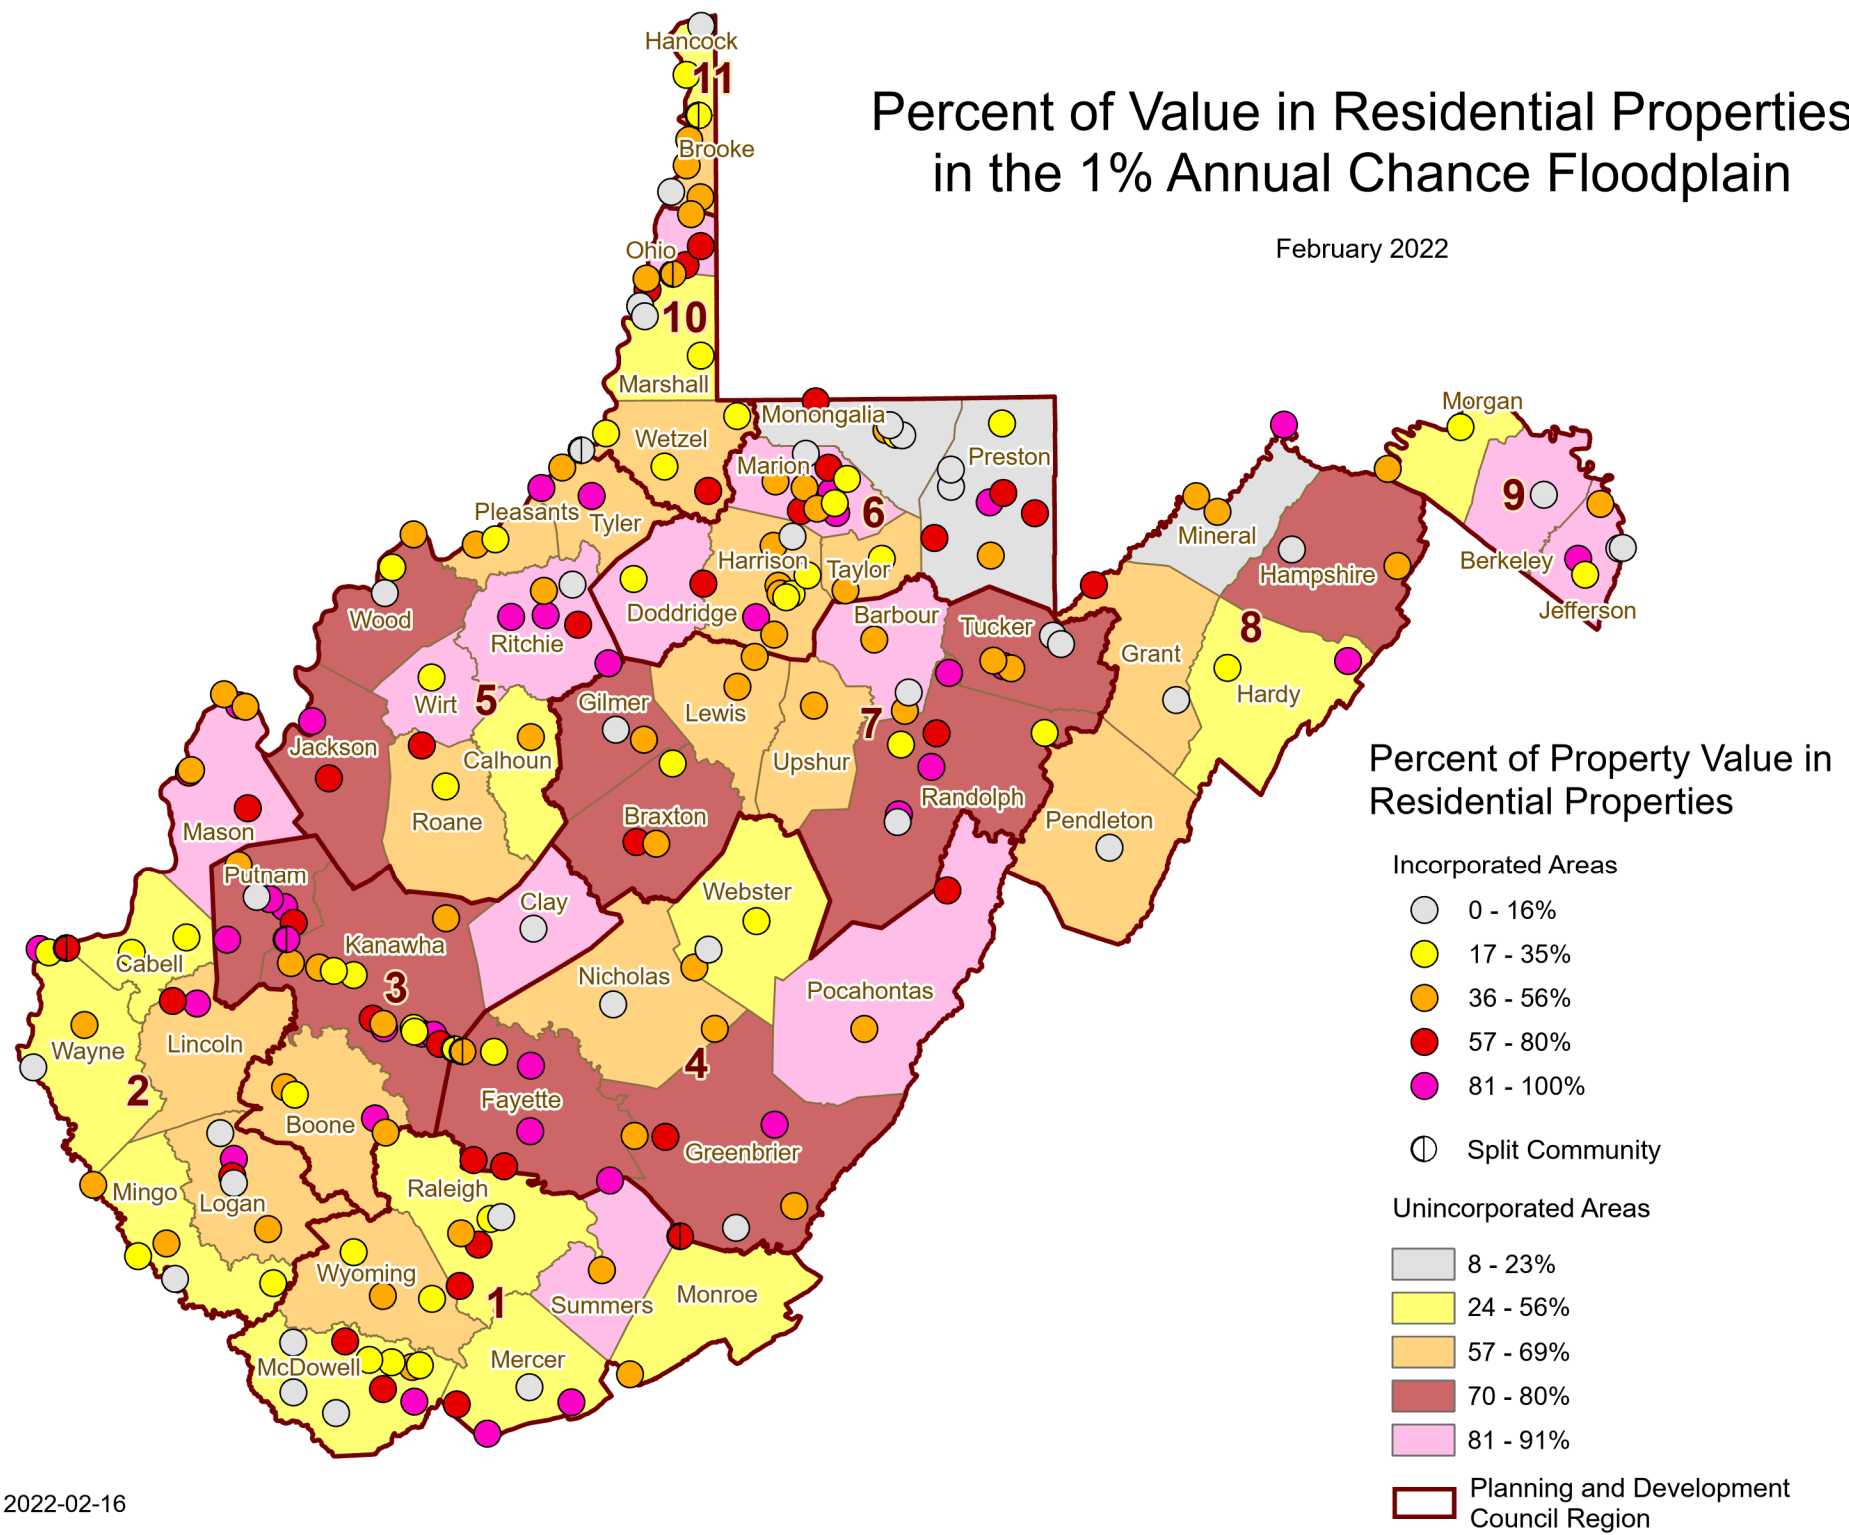 Percent of Value in Residential Properties
in the 1% Annual Chance Floodplain
February 2022
Hancock
11
Brooke
Ohio
10
Marshall
Wetzel
Monongalia
Marion
Preston
6
Pleasants
Tyler
Harrison
Taylor
Morgan
9
Berkeley
Jefferson
Mineral
Hampshire
8
Hardy
Grant
Pendleton
Wood
Ritchie
Doddridge
Barbour
Tucker
Wirt
5
Gilmer
Lewis
7
Upshur
Randolph
Jackson
Calhoun
Roane
Braxton
Mason
Putnam
Clay
Webster
Kanawha
3
Cabell
Nicholas
Pocahontas
Wayne
Lincoln
4
2
Boone
Fayette
Greenbrier
Mingo
Logan
Raleigh
Wyoming
1
Summers
Monroe
McDowell
Mercer
Percent of Property Value in
Residential Properties
Incorporated Areas
0 - 16%
17 - 35%
36 - 56%
57 - 80%
81 - 100%
Split Community
Unincorporated Areas
8 - 23%
24 - 56%
57 - 69%
70 - 80%
81 - 91%
Planning and Development
Council Region
2022-02-16